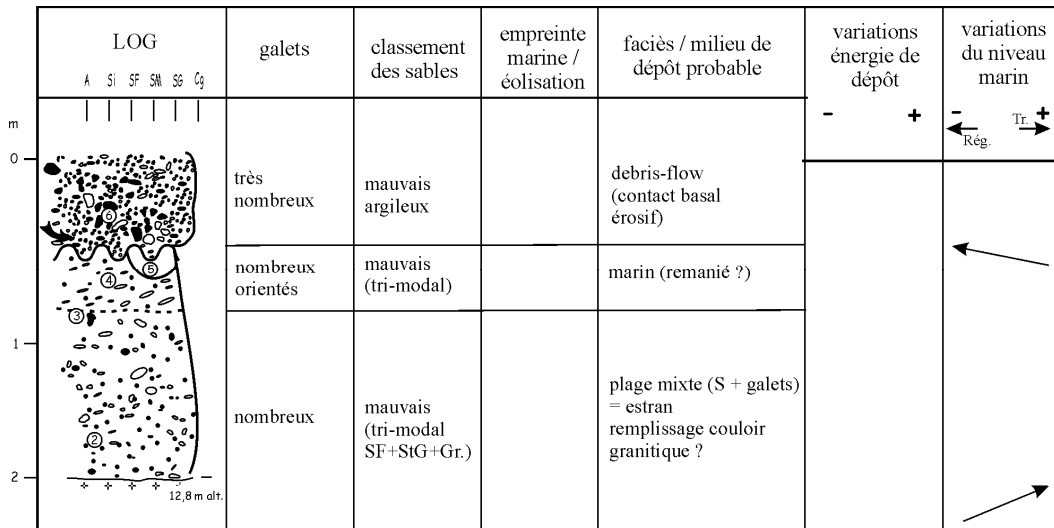 LOG
A Si SF SM SG Cg
galets
classement
des sables
empreinte
marine /
éolisation
faciès / milieu de
dépôt probable
variations
énergie de
dépôt
- +
variations
du niveau
marin
- +
Tr.
Rég.
m
0
1
2
6
5
4
3
2
12,8 m alt.
très
nombreux
mauvais
argileux
debris-flow
(contact basal
érosif)
nombreux
orientés
mauvais
(tri-modal)
marin (remanié ?)
nombreux
mauvais
(tri-modal
SF+StG+Gr.)
plage mixte (S + galets)
= estran
remplissage couloir
granitique ?